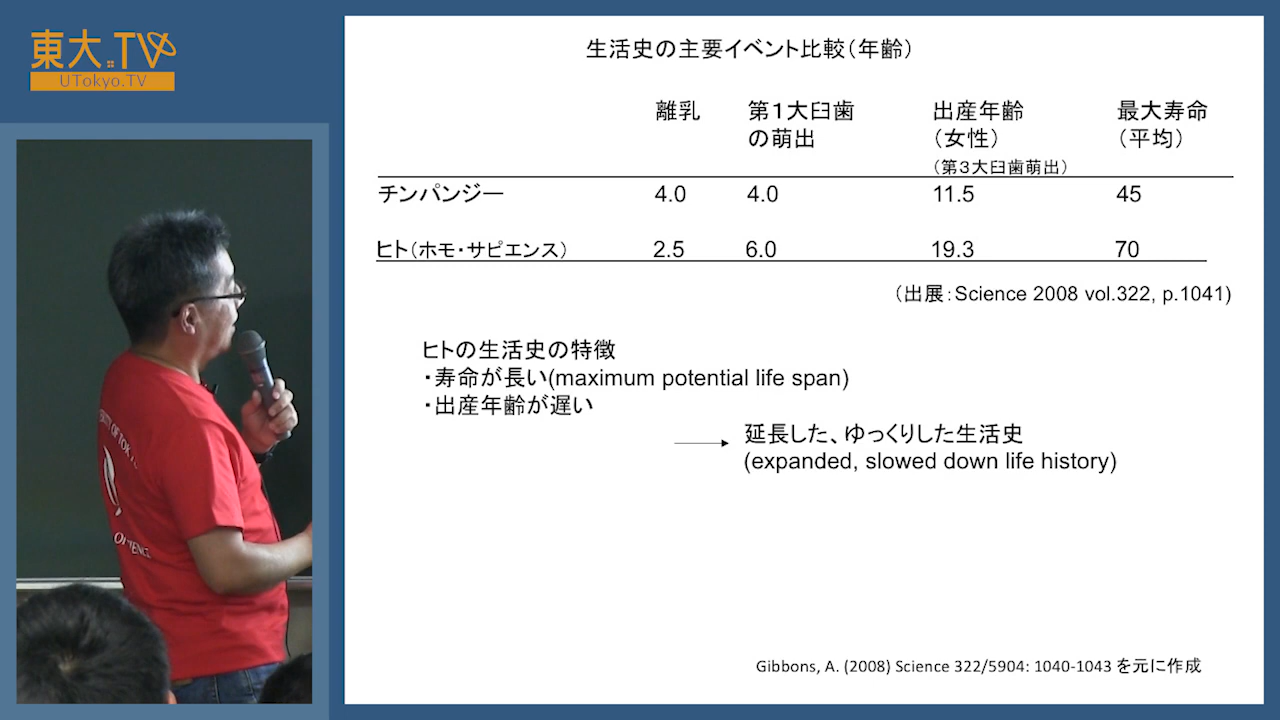 東大.TV
UTokyo.TV
生活史の主要イベント比較(年齢)
離乳 第1大臼歯の萌出 出産年齢(女性)(第3大臼歯萌出) 最大寿命(平均)
チンパンジー 4.0 4.0 11.5 45
ヒト(ホモ・サピエンス) 2.5 6.0 19.3 70
(出展:Science 2008 vol.322, p.1041)
ヒトの生活史の特徴
・寿命が長い(maximum potential life span)
・出産年齢が遅い
延長した、ゆっくりした生活史
(expanded, slowed down life history)
Gibbons, A. (2008) Science 322/5904: 1040-1043 を元に作成